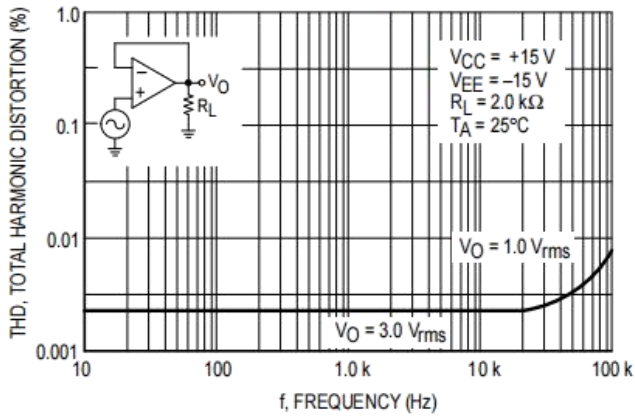 THD, TOTAL HARMONIC DISTORTION (%)
1.0
0.1
0.01
0.001
−
+
VO
RL
VCC = +15 V
VEE = –15 V
RL = 2.0 kΩ
TA = 25°C
VO = 1.0 Vrms
VO = 3.0 Vrms
10
100
1.0 k
10 k
100 k
f, FREQUENCY (Hz)